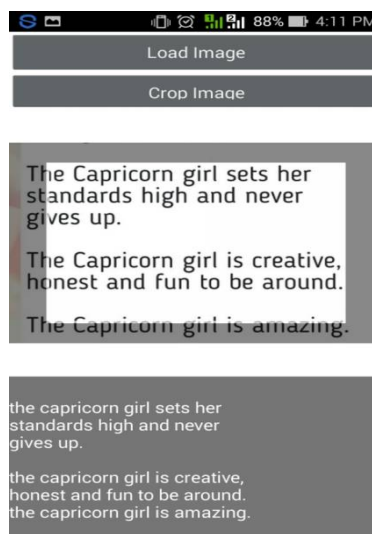 88% 4:11 PM
Load Image
Crop Image
The Capricorn girl sets her
standards high and never
gives up.
The Capricorn girl is creative,
honest and fun to be around.
The Capricorn girl is amazing.
the capricorn girl sets her
standards high and never
gives up.
the capricorn girl is creative,
honest and fun to be around.
the capricorn girl is amazing.